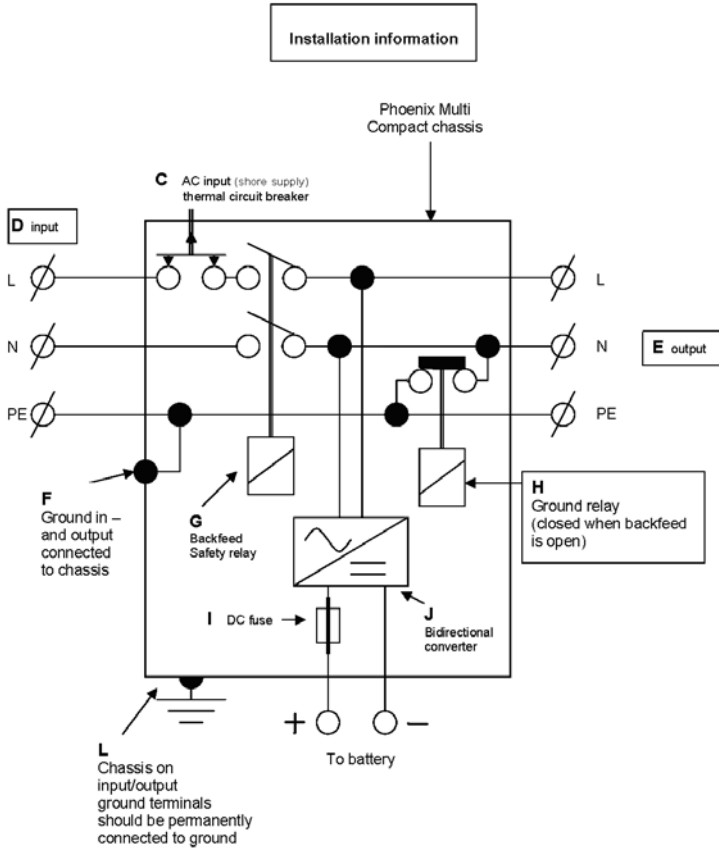 Installation information
Phoenix Multi
Compact chassis
C AC input (shore supply)
thermal circuit breaker
D input
L
L
N
N
E output
PE
PE
F
Ground in –
and output
connected
to chassis
G
Backfeed
Safety relay
H
Ground relay
(closed when backfeed
is open)
I DC fuse
J
Bidirectional
converter
+ –
To battery
L
Chassis on
input/output
ground terminals
should be permanently
connected to ground